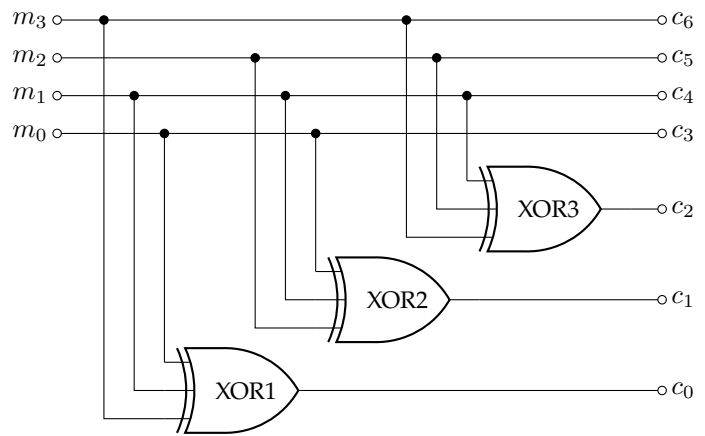 m₃ c₆
m₂ c₅
m₁ c₄
m₀ c₃
XOR3 c₂
XOR2 c₁
XOR1 c₀